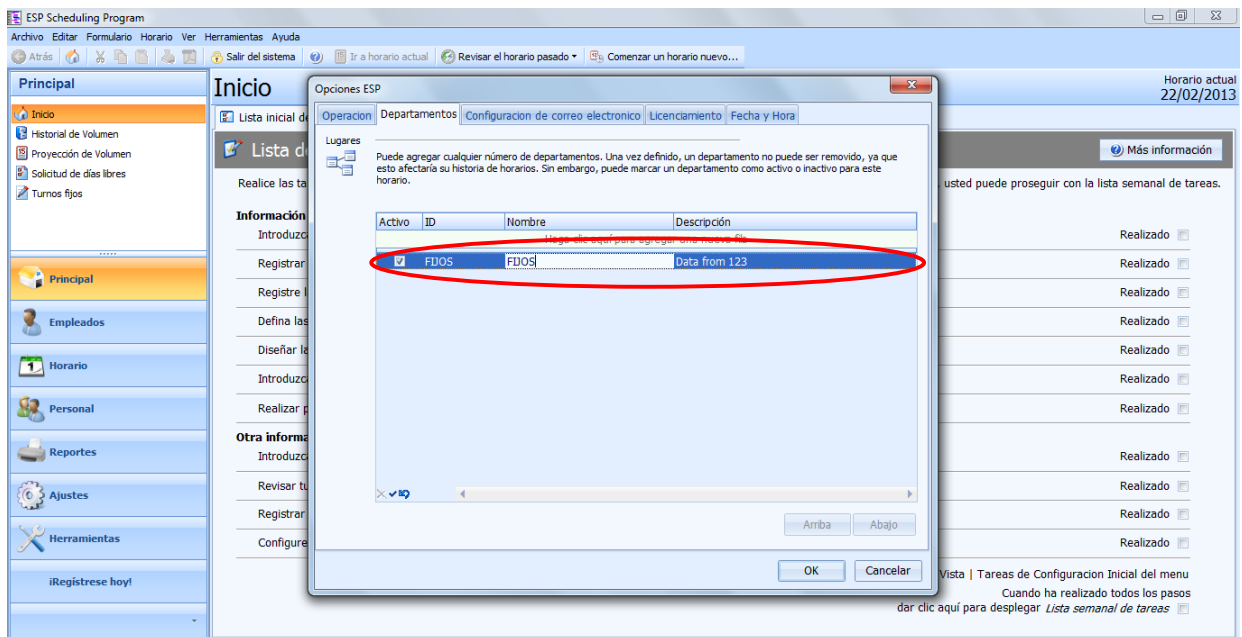 ESP Scheduling Program
Archivo Editar Formulario Horario Ver Herramientas Ayuda
Atrás Salir del sistema Ir a horario actual Revisar el horario pasado Comenzar un horario nuevo...
Principal
Inicio
Historial de Volumen
Proyección de Volumen
Solicitud de días libres
Turnos fijos
Principal
Empleados
Horario
Personal
Reportes
Ajustes
Herramientas
¡Regístrese hoy!
Inicio
Horario actual
22/02/2013
Lista inicial de
Lista d
Más información
Realice las ta
, usted puede proseguir con la lista semanal de tareas.
Información
Introduzc
Realizado
Registrar
Realizado
Registre l
Realizado
Defina las
Realizado
Diseñar la
Realizado
Introduzc
Realizado
Realizar p
Realizado
Otra informa
Introduzc
Realizado
Revisar tu
Realizado
Registrar
Realizado
Configure
Realizado
Vista | Tareas de Configuracion Inicial del menu
Cuando ha realizado todos los pasos
dar clic aquí para desplegar Lista semanal de tareas
Opciones ESP
Operacion Departamentos Configuracion de correo electronico Licenciamiento Fecha y Hora
Lugares
Puede agregar cualquier número de departamentos. Una vez definido, un departamento no puede ser removido, ya que
esto afectaría su historia de horarios. Sin embargo, puede marcar un departamento como activo o inactivo para este
horario.
Activo ID Nombre Descripción
Haga clic aquí para agregar una nueva fila
FIJOS FIJOS Data from 123
Arriba Abajo
OK Cancelar